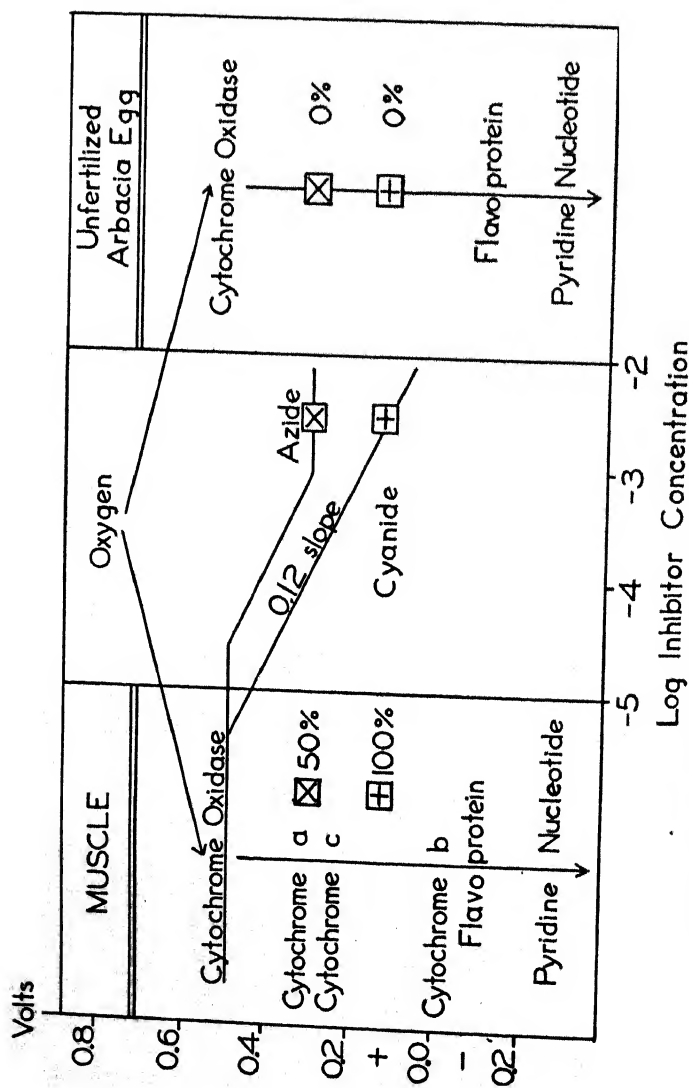 Volts
MUSCLE
Unfertilized
Arbacia Egg
Oxygen
0.8
0.6
0.4
0.2
+
0.0
-
0.2
Cytochrome Oxidase
Cytochrome a
Cytochrome c
50%
100%
Cytochrome b
Flavoprotein
Pyridine Nucleotide
Azide
0.12 slope
Cyanide
Cytochrome Oxidase
0%
0%
Flavoprotein
Pyridine Nucleotide
-5
-4
-3
-2
Log Inhibitor Concentration